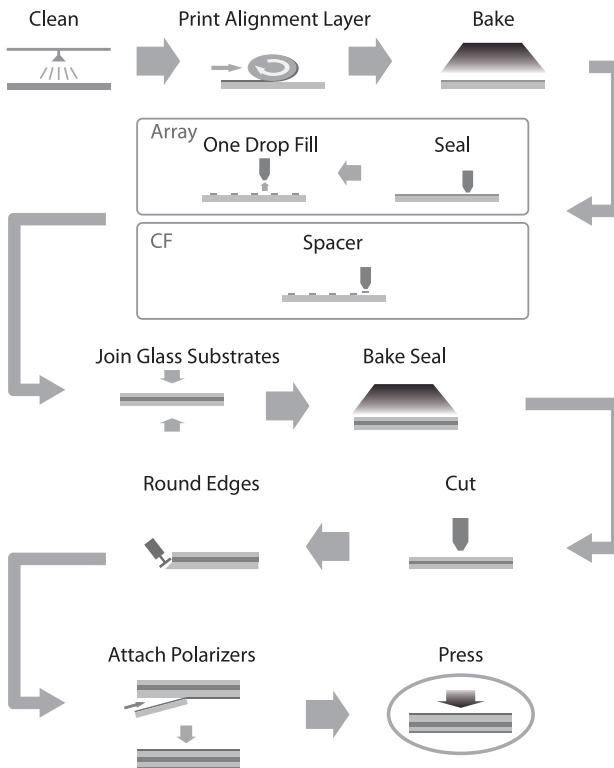 Clean
Print Alignment Layer
Bake
Array
One Drop Fill
Seal
CF
Spacer
Join Glass Substrates
Bake Seal
Round Edges
Cut
Attach Polarizers
Press